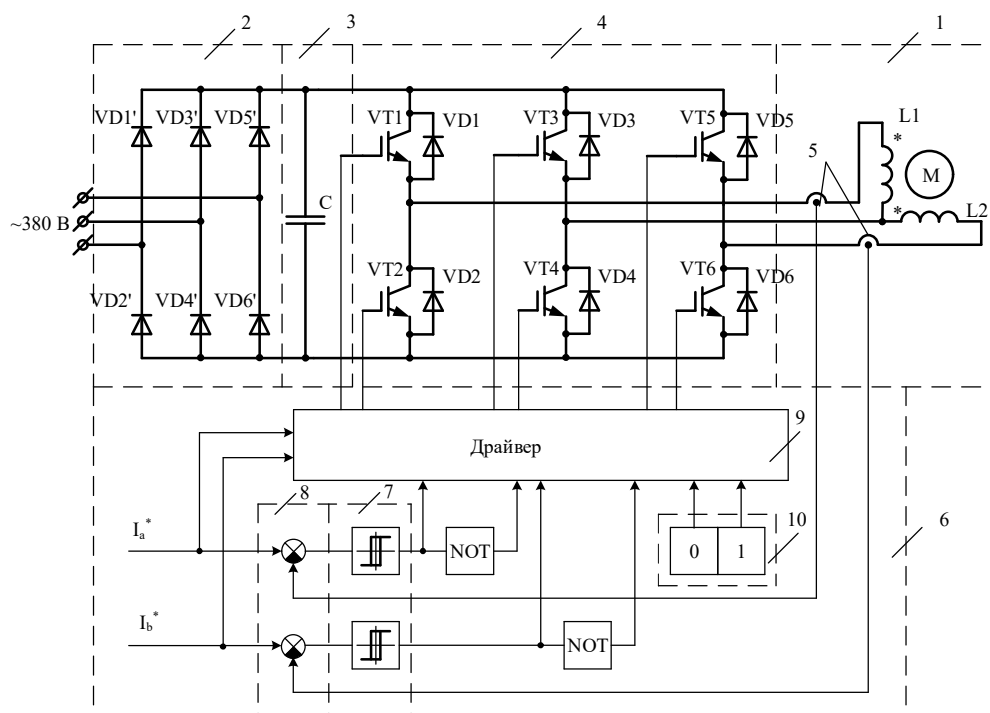 2
3
4
1
VD1' VD3' VD5'
VT1 VD1 VT3 VD3 VT5 VD5
L1
*
5
M
~380 В
C
*
L2
VD2' VD4' VD6'
VT2 VD2 VT4 VD4 VT6 VD6
Драйвер
9
8
7
10
6
Ia*
NOT
0 1
Ib*
NOT